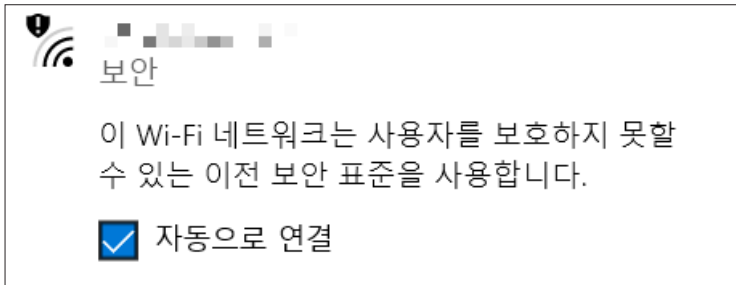 보안
이 Wi-Fi 네트워크는 사용자를 보호하지 못할
수 있는 이전 보안 표준을 사용합니다.
자동으로 연결